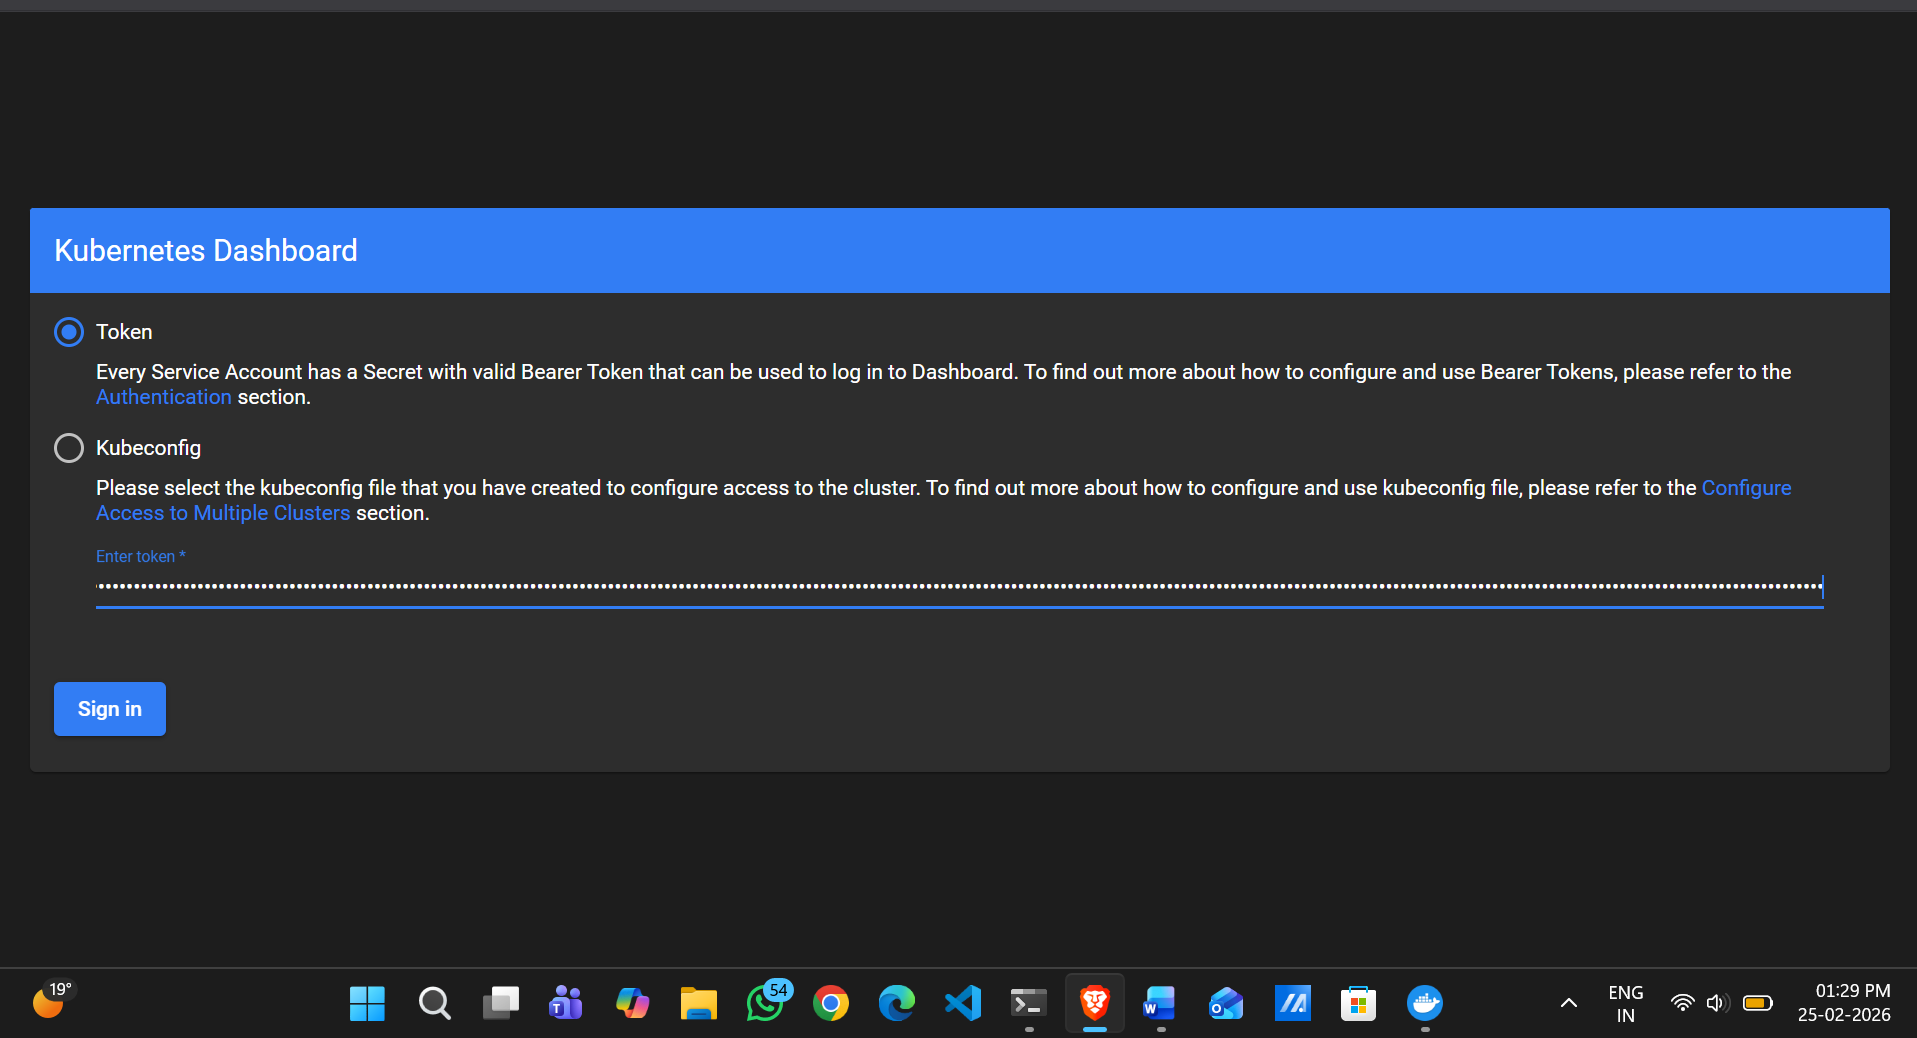 Kubernetes Dashboard
Token
Every Service Account has a Secret with valid Bearer Token that can be used to log in to Dashboard. To find out more about how to configure and use Bearer Tokens, please refer to the
Authentication section.
Kubeconfig
Please select the kubeconfig file that you have created to configure access to the cluster. To find out more about how to configure and use kubeconfig file, please refer to the Configure
Access to Multiple Clusters section.
Enter token *
Sign in
19°
T
54
W
O
ENG
IN
01:29 PM
25-02-2026